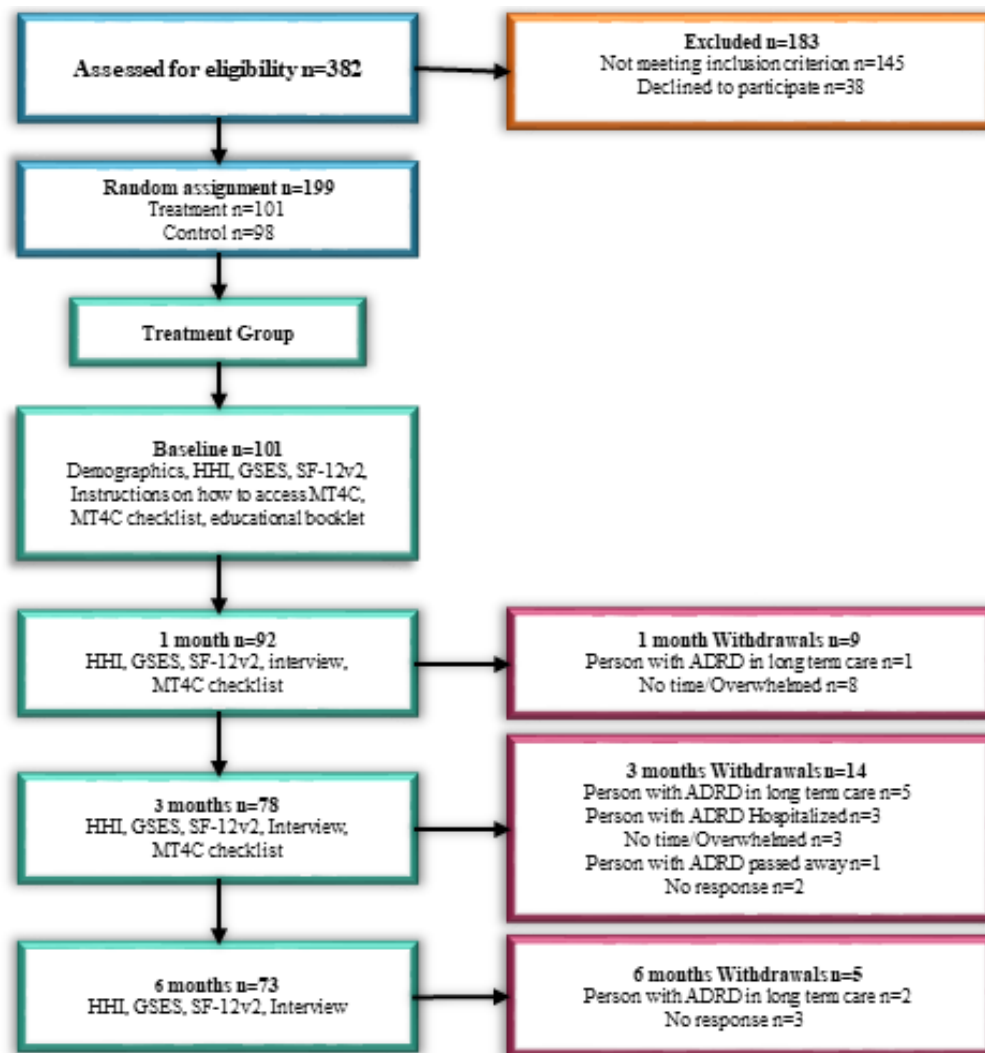 Assessed for eligibility n=382
Excluded n=183
Not meeting inclusion criterion n=145
Declined to participate n=38
Random assignment n=199
Treatment n=101
Control n=98
Treatment Group
Baseline n=101
Demographics, HHI, GSES, SF-12v2,
Instructions on how to access MT4C,
MT4C checklist, educational booklet
1 month n=92
HHI, GSES, SF-12v2, interview,
MT4C checklist
1 month Withdrawals n=9
Person with ADRD in long term care n=1
No time/Overwhelmed n=8
3 months n=78
HHI, GSES, SF-12v2, Interview,
MT4C checklist
3 months Withdrawals n=14
Person with ADRD in long term care n=5
Person with ADRD Hospitalized n=3
No time/Overwhelmed n=3
Person with ADRD passed away n=1
No response n=2
6 months n=73
HHI, GSES, SF-12v2, Interview
6 months Withdrawals n=5
Person with ADRD in long term care n=2
No response n=3